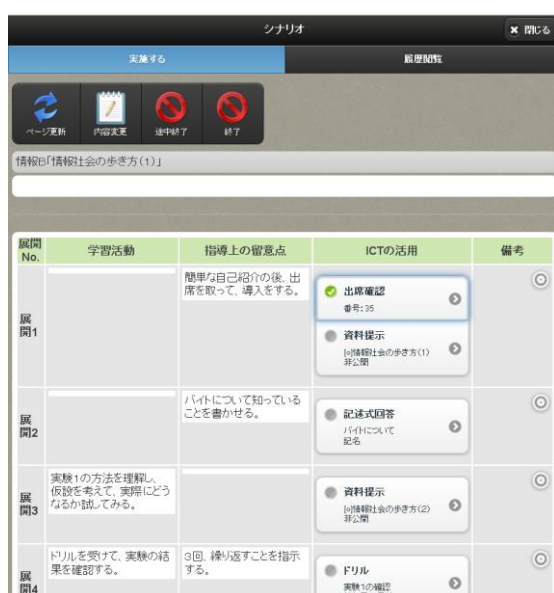 シナリオ
✖ 閉じる
実施する
履歴閲覧
ページ更新
内容変更
途中終了
終了
情報B「情報社会の歩き方(1)」
展開
No.
学習活動
指導上の留意点
ICTの活用
備考
展
開1
簡単な自己紹介の後、出
席を取って、導入をする。
出席確認
番号:35
資料提示
[o]情報社会の歩き方(1)
非公開
展
開2
バイトについて知っている
ことを書かせる。
記述式回答
バイトについて
記名
展
開3
実験1の方法を理解し、
仮設を考えて、実際にどう
なるか試してみる。
資料提示
[o]情報社会の歩き方(2)
非公開
展
開4
ドリルを受けて、実験の結
果を確認する。
3回、繰り返すことを指示
する。
ドリル
実験1の確認